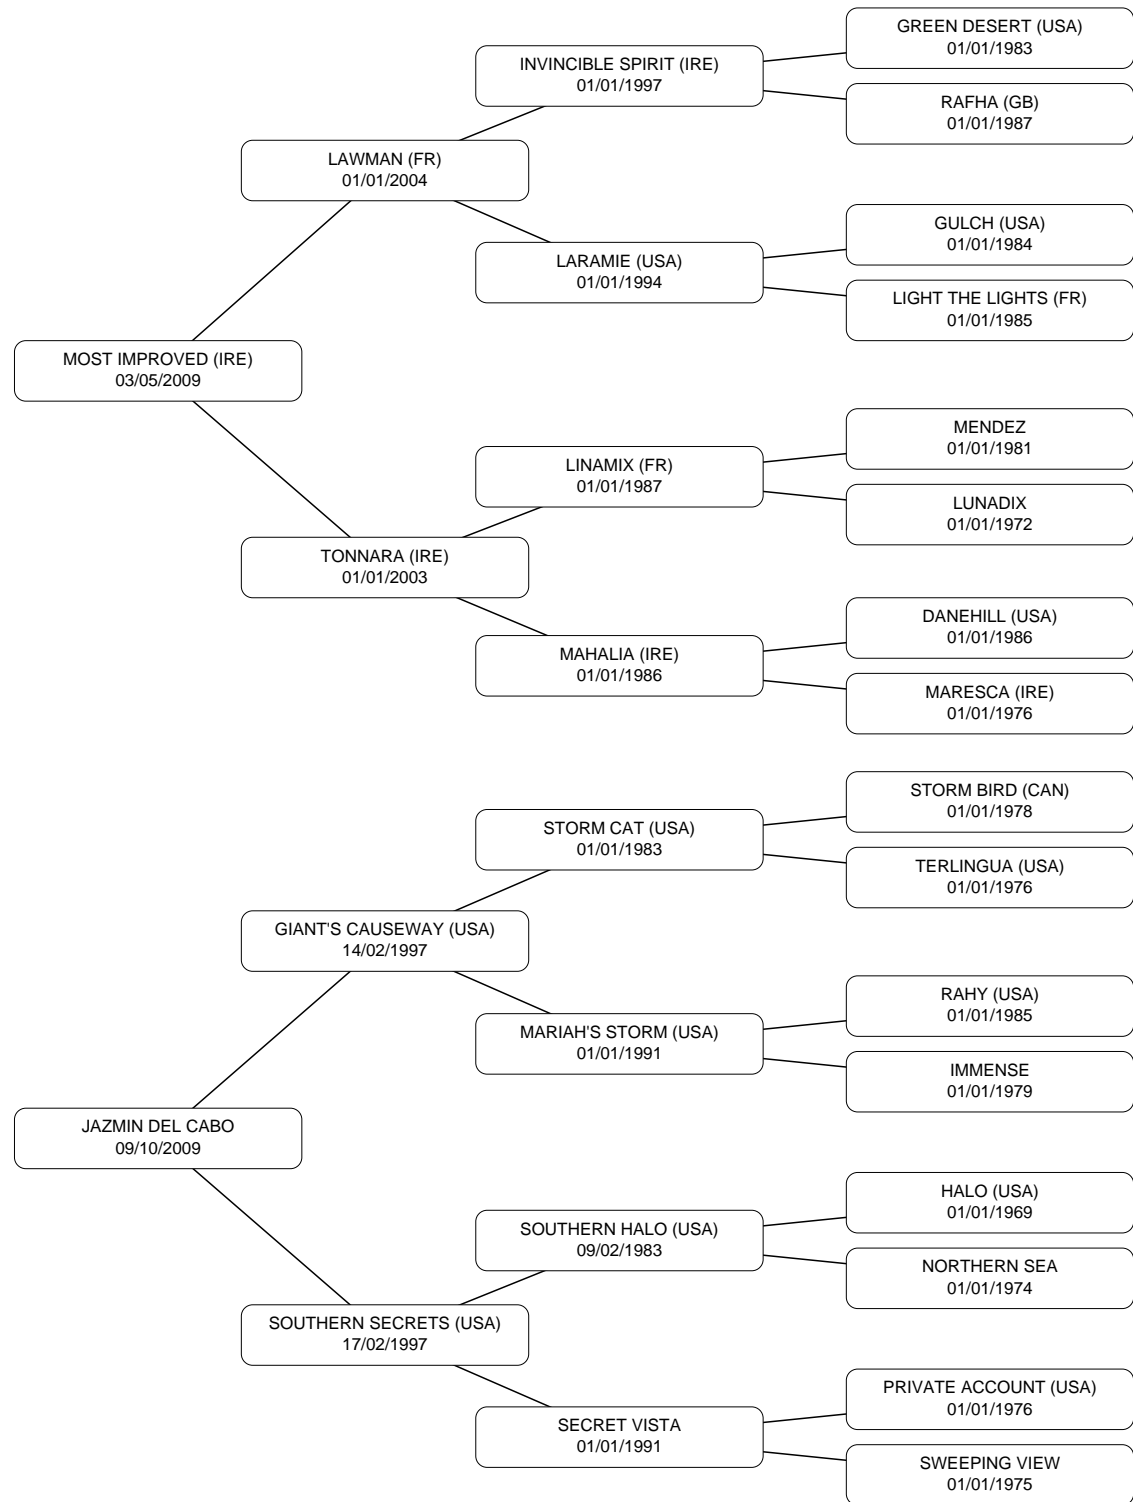 GREEN DESERT (USA)
01/01/1983
INVINCIBLE SPIRIT (IRE)
01/01/1997
RAFHA (GB)
01/01/1987
LAWMAN (FR)
01/01/2004
GULCH (USA)
01/01/1984
LARAMIE (USA)
01/01/1994
LIGHT THE LIGHTS (FR)
01/01/1985
MOST IMPROVED (IRE)
03/05/2009
MENDEZ
01/01/1981
LINAMIX (FR)
01/01/1987
LUNADIX
01/01/1972
TONNARA (IRE)
01/01/2003
DANEHILL (USA)
01/01/1986
MAHALIA (IRE)
01/01/1986
MARESCA (IRE)
01/01/1976
STORM BIRD (CAN)
01/01/1978
STORM CAT (USA)
01/01/1983
TERLINGUA (USA)
01/01/1976
GIANT'S CAUSEWAY (USA)
14/02/1997
RAHY (USA)
01/01/1985
MARIAH'S STORM (USA)
01/01/1991
IMMENSE
01/01/1979
JAZMIN DEL CABO
09/10/2009
HALO (USA)
01/01/1969
SOUTHERN HALO (USA)
09/02/1983
NORTHERN SEA
01/01/1974
SOUTHERN SECRETS (USA)
17/02/1997
PRIVATE ACCOUNT (USA)
01/01/1976
SECRET VISTA
01/01/1991
SWEEPING VIEW
01/01/1975